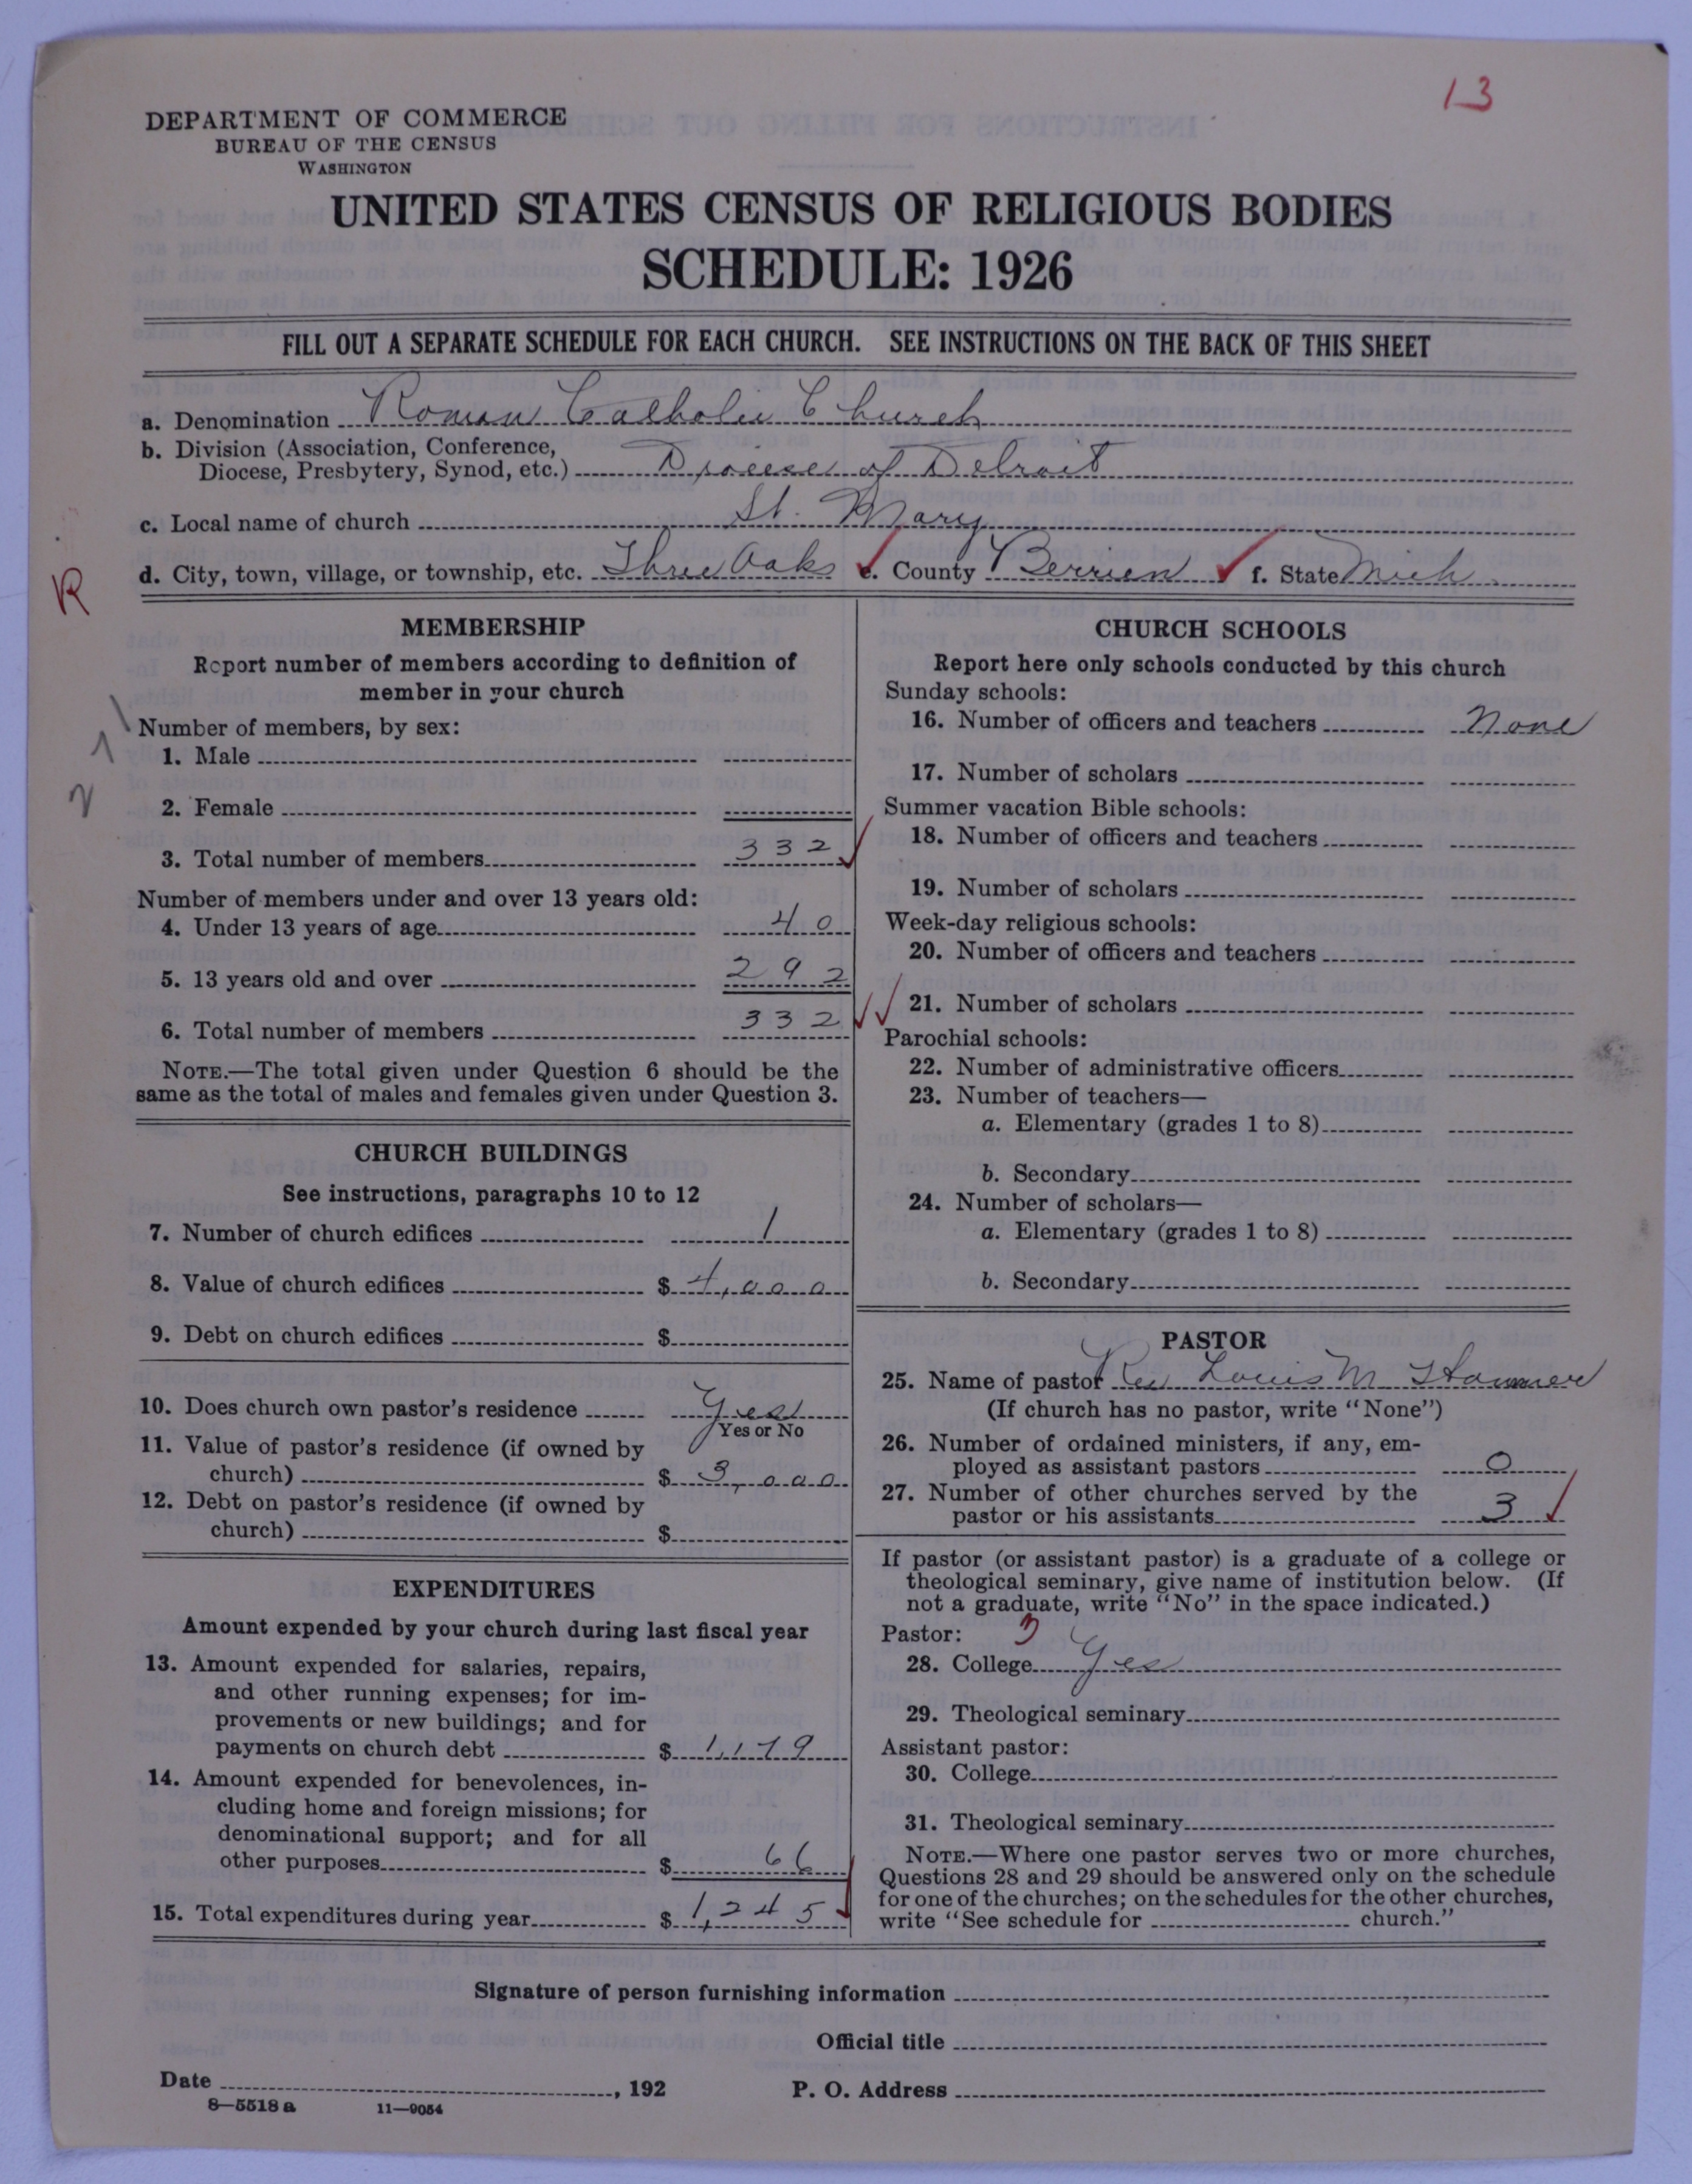 13
DEPARTMENT OF COMMERCE
BUREAU OF THE CENSUS
WASHINGTON
UNITED STATES CENSUS OF RELIGIOUS BODIES
SCHEDULE: 1926
FILL OUT A SEPARATE SCHEDULE FOR EACH CHURCH. SEE INSTRUCTIONS ON THE BACK OF THIS SHEET
a. Denomination Roman Catholic Church
b. Division (Association, Conference,
Diocese, Presbytery, Synod, etc.) Diocese of Detroit
c. Local name of church St. Mary
d. City, town, village, or township, etc. Three Oaks e. County Berrien f. State Mich
R
MEMBERSHIP
Report number of members according to definition of
member in your church
Number of members, by sex:
1. Male
2. Female
3. Total number of members 332
Number of members under and over 13 years old:
4. Under 13 years of age 40
5. 13 years old and over 292
6. Total number of members 332
NOTE.—The total given under Question 6 should be the
same as the total of males and females given under Question 3.
CHURCH BUILDINGS
See instructions, paragraphs 10 to 12
7. Number of church edifices 1
8. Value of church edifices $ 4,000
9. Debt on church edifices $
10. Does church own pastor's residence Yes
Yes or No
11. Value of pastor's residence (if owned by
church) $ 3,000
12. Debt on pastor's residence (if owned by
church) $
EXPENDITURES
Amount expended by your church during last fiscal year
13. Amount expended for salaries, repairs,
and other running expenses; for im-
provements or new buildings; and for
payments on church debt $ 1,179
14. Amount expended for benevolences, in-
cluding home and foreign missions; for
denominational support; and for all
other purposes $ 66
15. Total expenditures during year $ 1,245
CHURCH SCHOOLS
Report here only schools conducted by this church
Sunday schools:
16. Number of officers and teachers None
17. Number of scholars
Summer vacation Bible schools:
18. Number of officers and teachers
19. Number of scholars
Week-day religious schools:
20. Number of officers and teachers
21. Number of scholars
Parochial schools:
22. Number of administrative officers
23. Number of teachers—
a. Elementary (grades 1 to 8)
b. Secondary
24. Number of scholars—
a. Elementary (grades 1 to 8)
b. Secondary
PASTOR
25. Name of pastor Rev Louis M
(If church has no pastor, write "None")
26. Number of ordained ministers, if any, em-
ployed as assistant pastors 0
27. Number of other churches served by the
pastor or his assistants 3
If pastor (or assistant pastor) is a graduate of a college or
theological seminary, give name of institution below. (If
not a graduate, write "No" in the space indicated.)
Pastor: 3
28. College Yes
29. Theological seminary
Assistant pastor:
30. College
31. Theological seminary
NOTE.—Where one pastor serves two or more churches,
Questions 28 and 29 should be answered only on the schedule
for one of the churches; on the schedules for the other churches,
write "See schedule for church."
Signature of person furnishing information
Official title
Date , 192 P. O. Address
8—5518 a 11—9054